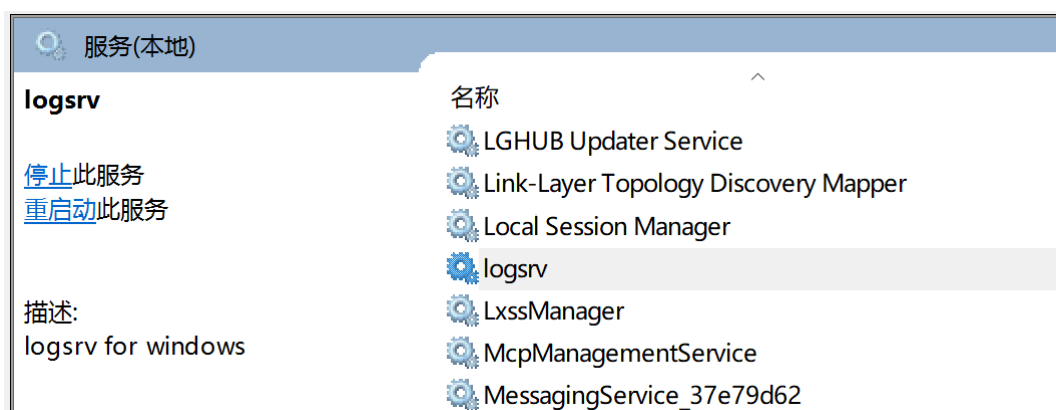 服务(本地)
logsrv
停止此服务
重启动此服务
描述:
logsrv for windows
名称
LGHUB Updater Service
Link-Layer Topology Discovery Mapper
Local Session Manager
logsrv
LxssManager
McpManagementService
MessagingService_37e79d62